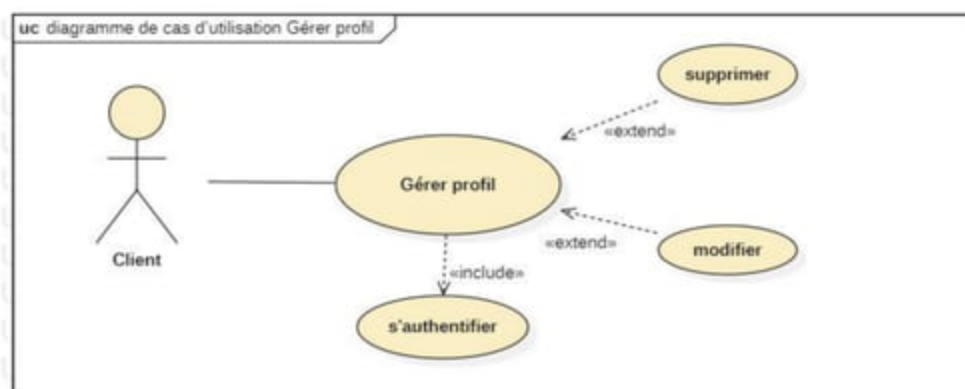 uc diagramme de cas d'utilisation Gérer profil
supprimer
«extend»
Gérer profil
«extend»
modifier
Client
«include»
s'authentifier